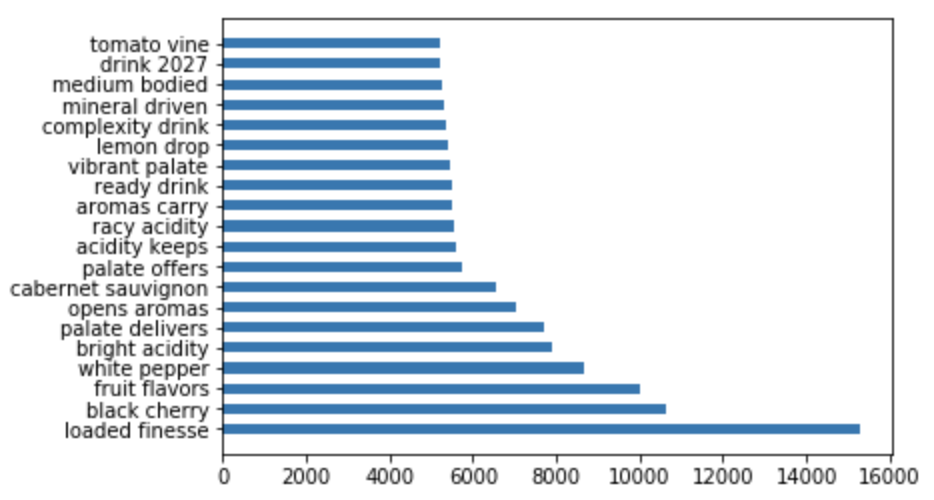 tomato vine
drink 2027
medium bodied
mineral driven
complexity drink
lemon drop
vibrant palate
ready drink
aromas carry
racy acidity
acidity keeps
palate offers
cabernet sauvignon
opens aromas
palate delivers
bright acidity
white pepper
fruit flavors
black cherry
loaded finesse
0 2000 4000 6000 8000 10000 12000 14000 16000